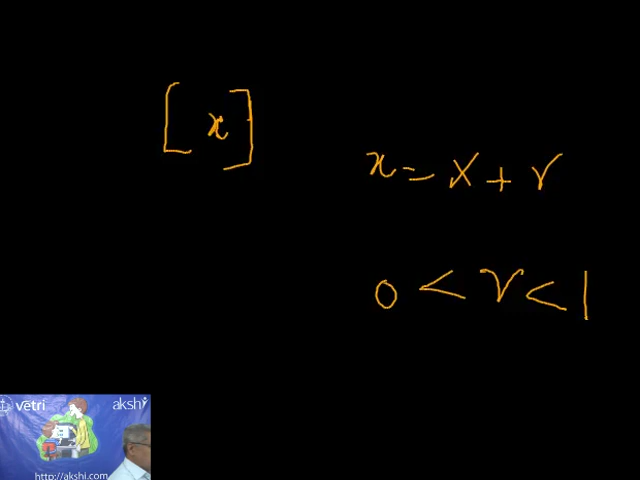 [x]
x = X + r
0 < r < 1
vetri
akshi
http://akshi.com